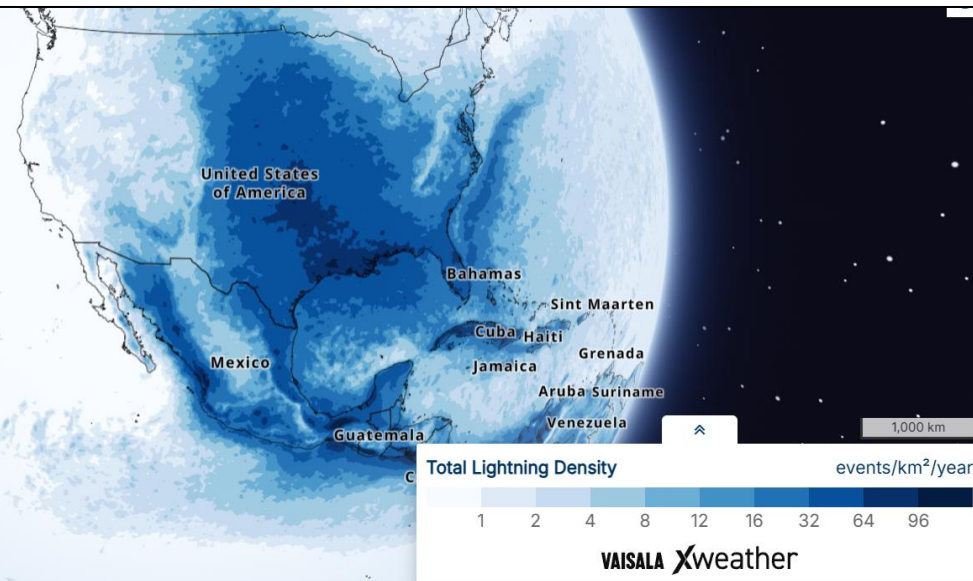 United States
of America
Bahamas
Sint Maarten
Cuba
Haiti
Grenada
Mexico
Jamaica
Aruba
Suriname
Venezuela
Guatemala
1,000 km
C
Total Lightning Density
events/km²/year
1 2 4 8 12 16 32 64 96
VAISALA Xweather